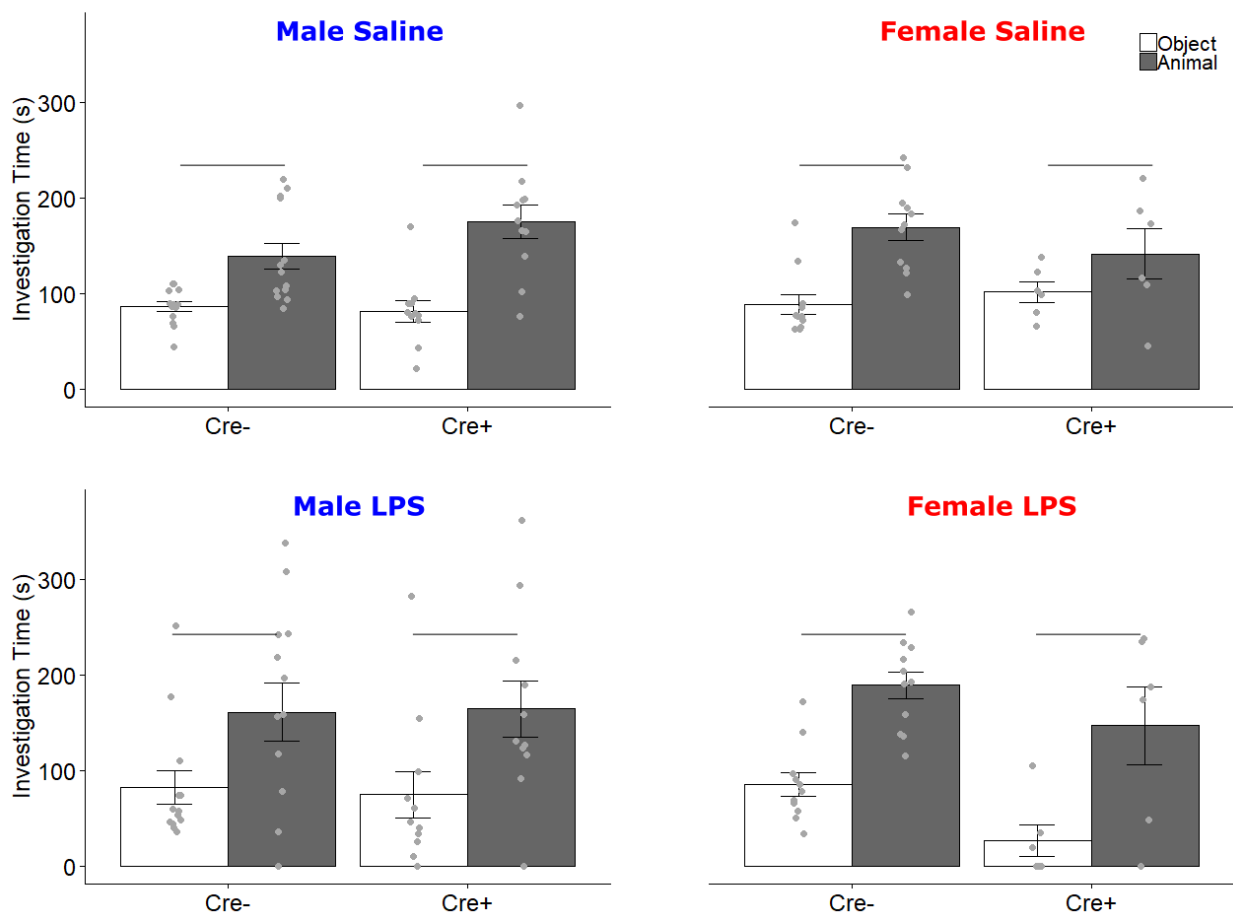 Male Saline
Female Saline
Object
Animal
Investigation Time (s)
300
200
100
0
Cre-
Cre+
Cre-
Cre+
Male LPS
Female LPS
Investigation Time (s)
300
200
100
0
Cre-
Cre+
Cre-
Cre+